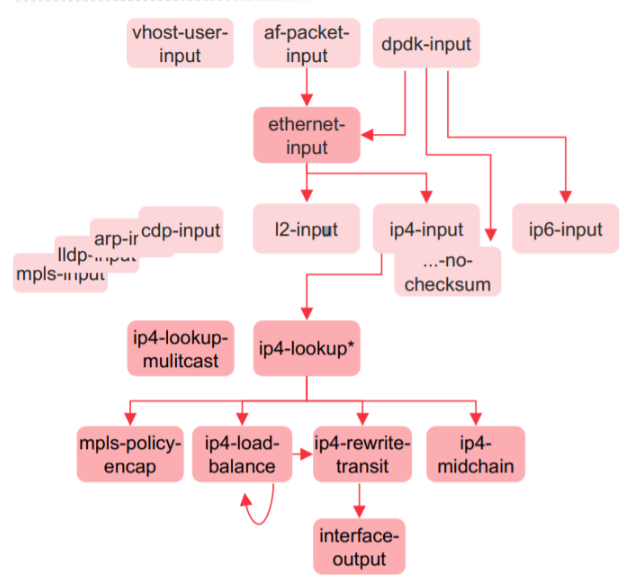 vhost-user-
input
af-packet-
input
dpdk-input
ethernet-
input
cdp-input
arp-in
lldp-input
mpls-input
l2-input
ip4-input
...-no-
checksum
ip6-input
ip4-lookup-
mulitcast
ip4-lookup*
mpls-policy-
encap
ip4-load-
balance
ip4-rewrite-
transit
ip4-
midchain
interface-
output